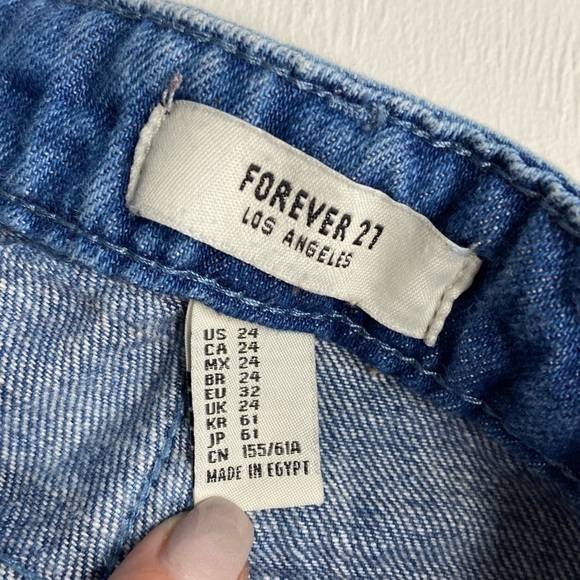 FOREVER 21
LOS ANGELES
US 24
CA 24
MX 24
BR 24
EU 32
UK 24
KR 61
JP 61
CN 155/61A
MADE IN EGYPT